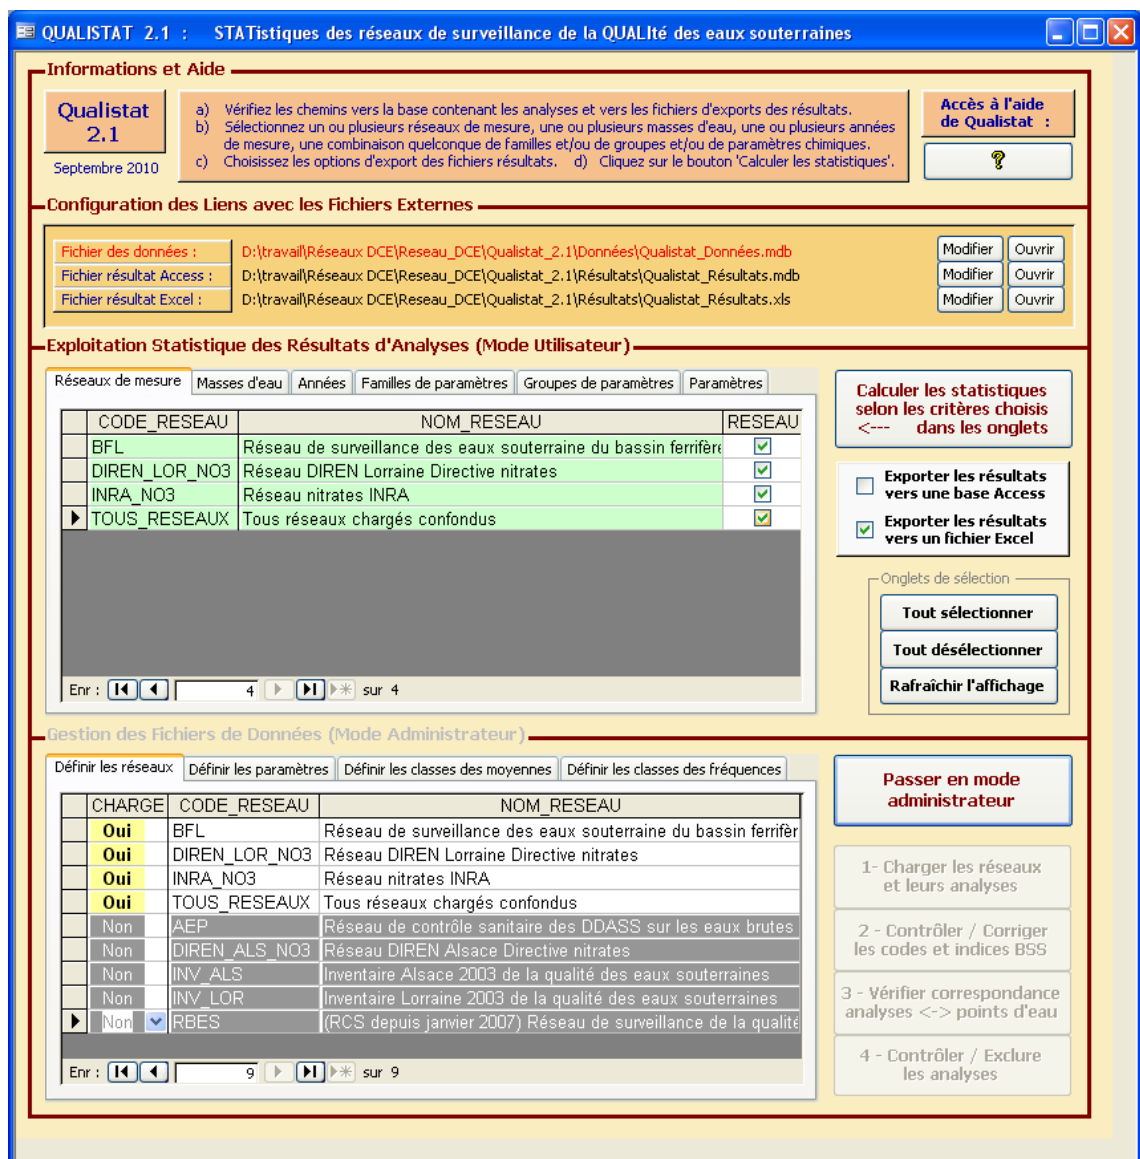 QUALISTAT 2.1 : STATistiques des réseaux de surveillance de la QUALIté des eaux souterraines
Informations et Aide
Qualistat
2.1
Septembre 2010
a) Vérifiez les chemins vers la base contenant les analyses et vers les fichiers d'exports des résultats.
b) Sélectionnez un ou plusieurs réseaux de mesure, une ou plusieurs masses d'eau, une ou plusieurs années
de mesure, une combinaison quelconque de familles et/ou de groupes et/ou de paramètres chimiques.
c) Choisissez les options d'export des fichiers résultats. d) Cliquez sur le bouton 'Calculer les statistiques'.
Accès à l'aide
de Qualistat :
?
Configuration des Liens avec les Fichiers Externes
Fichier des données : D:\travail\Réseaux DCE\Reseau_DCE\Qualistat_2.1\Données\Qualistat_Données.mdb Modifier Ouvrir
Fichier résultat Access : D:\travail\Réseaux DCE\Reseau_DCE\Qualistat_2.1\Résultats\Qualistat_Résultats.mdb Modifier Ouvrir
Fichier résultat Excel : D:\travail\Réseaux DCE\Reseau_DCE\Qualistat_2.1\Résultats\Qualistat_Résultats.xls Modifier Ouvrir
Exploitation Statistique des Résultats d'Analyses (Mode Utilisateur)
Réseaux de mesure Masses d'eau Années Familles de paramètres Groupes de paramètres Paramètres
CODE_RESEAU NOM_RESEAU RESEAU
BFL Réseau de surveillance des eaux souterraine du bassin ferrifère
DIREN_LOR_NO3 Réseau DIREN Lorraine Directive nitrates
INRA_NO3 Réseau nitrates INRA
TOUS_RESEAUX Tous réseaux chargés confondus
Enr : 4 sur 4
Calculer les statistiques
selon les critères choisis
<--- dans les onglets
Exporter les résultats
vers une base Access
Exporter les résultats
vers un fichier Excel
Onglets de sélection
Tout sélectionner
Tout désélectionner
Rafraîchir l'affichage
Gestion des Fichiers de Données (Mode Administrateur)
Définir les réseaux Définir les paramètres Définir les classes des moyennes Définir les classes des fréquences
CHARGE CODE_RESEAU NOM_RESEAU
Oui BFL Réseau de surveillance des eaux souterraine du bassin ferrifèr
Oui DIREN_LOR_NO3 Réseau DIREN Lorraine Directive nitrates
Oui INRA_NO3 Réseau nitrates INRA
Oui TOUS_RESEAUX Tous réseaux chargés confondus
Non AEP Réseau de contrôle sanitaire des DDASS sur les eaux brutes
Non DIREN_ALS_NO3 Réseau DIREN Alsace Directive nitrates
Non INV_ALS Inventaire Alsace 2003 de la qualité des eaux souterraines
Non INV_LOR Inventaire Lorraine 2003 de la qualité des eaux souterraines
Non RBES (RCS depuis janvier 2007) Réseau de surveillance de la qualité
Enr : 9 sur 9
Passer en mode
administrateur
1- Charger les réseaux
et leurs analyses
2 - Contrôler / Corriger
les codes et indices BSS
3 - Vérifier correspondance
analyses <-> points d'eau
4 - Contrôler / Exclure
les analyses